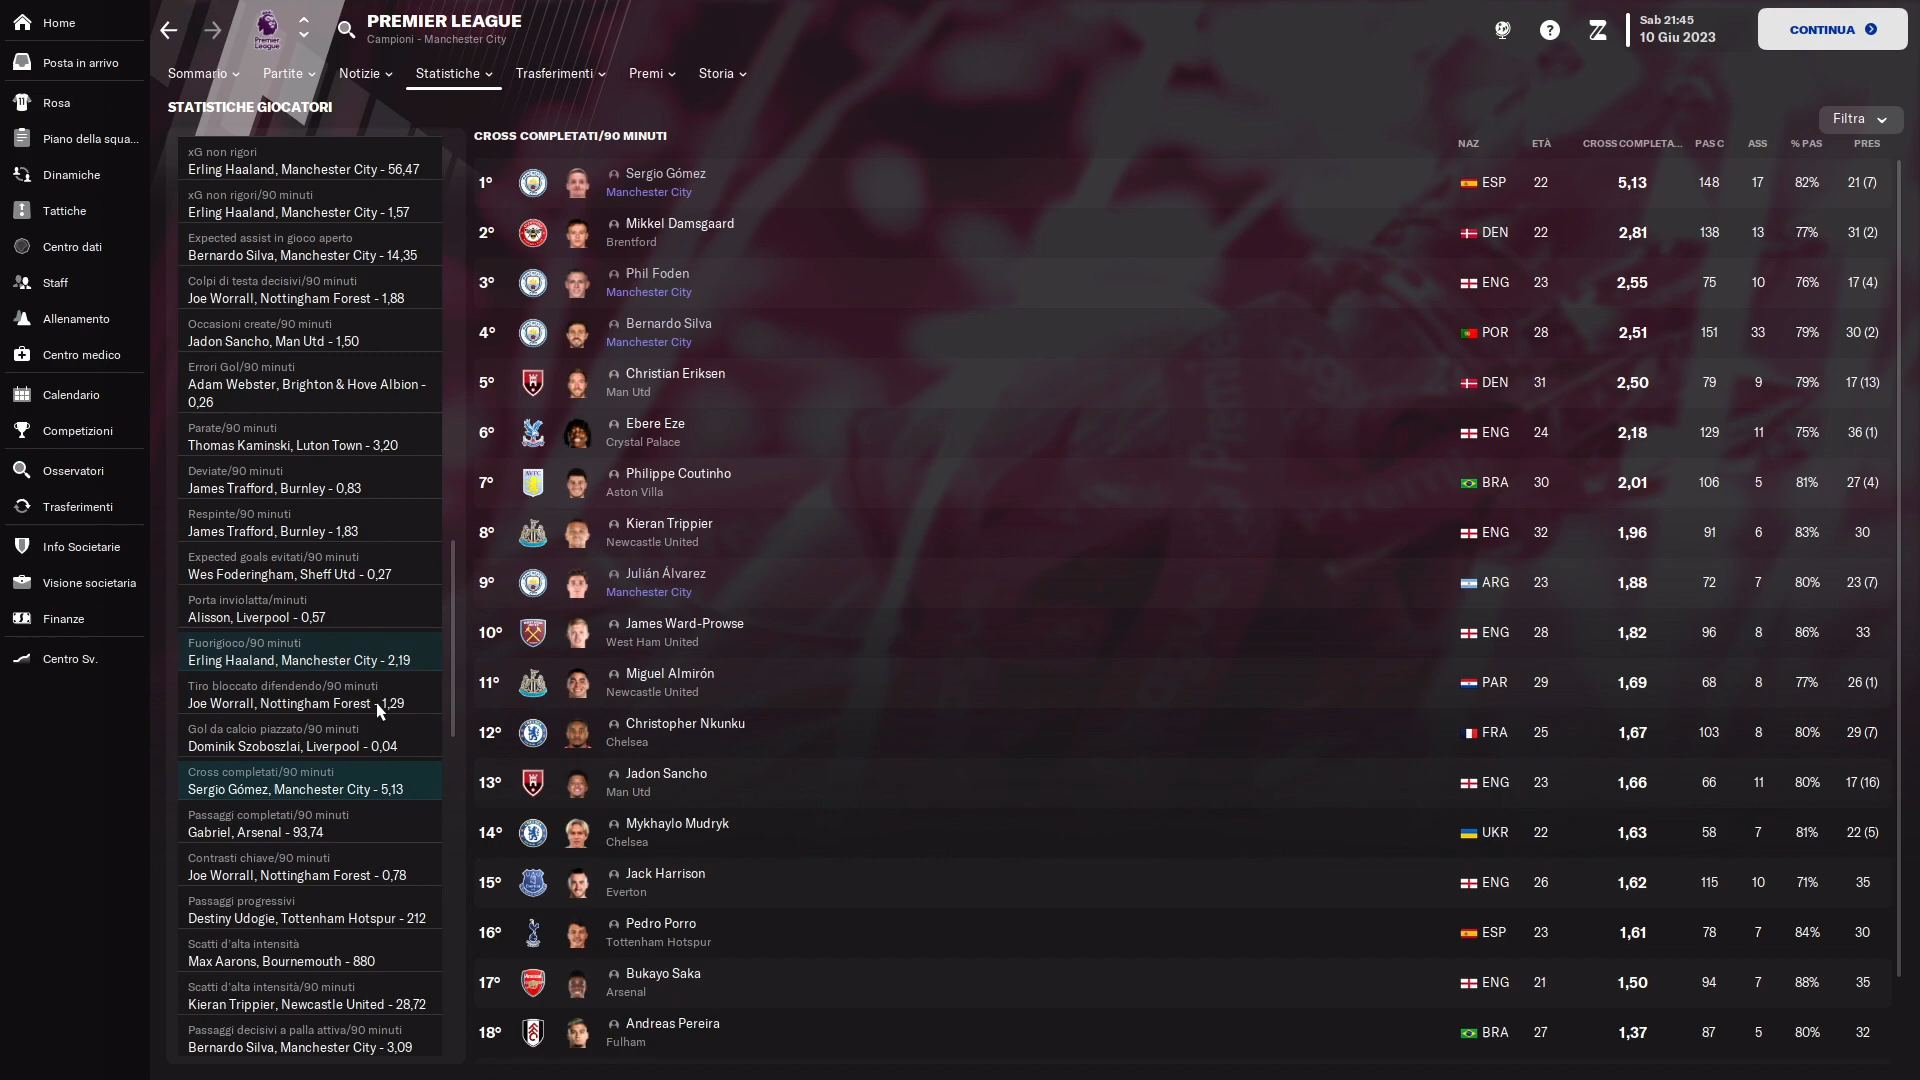 Home
Posta in arrivo
Rosa
Piano della squa...
Dinamiche
Tattiche
Centro dati
Staff
Allenamento
Centro medico
Calendario
Competizioni
Osservatori
Trasferimenti
Info Societarie
Visione societaria
Finanze
Centro Sv.
Premier League
PREMIER LEAGUE
Campioni - Manchester City
Sab 21:45
10 Giu 2023
CONTINUA
Sommario
Partite
Notizie
Statistiche
Trasferimenti
Premi
Storia
STATISTICHE GIOCATORI
Filtra
xG non rigori
Erling Haaland, Manchester City - 56,47
xG non rigori/90 minuti
Erling Haaland, Manchester City - 1,57
Expected assist in gioco aperto
Bernardo Silva, Manchester City - 14,35
Colpi di testa decisivi/90 minuti
Joe Worrall, Nottingham Forest - 1,88
Occasioni create/90 minuti
Jadon Sancho, Man Utd - 1,50
Errori Gol/90 minuti
Adam Webster, Brighton & Hove Albion -
0,26
Parate/90 minuti
Thomas Kaminski, Luton Town - 3,20
Deviate/90 minuti
James Trafford, Burnley - 0,83
Respinte/90 minuti
James Trafford, Burnley - 1,83
Expected goals evitati/90 minuti
Wes Foderingham, Sheff Utd - 0,27
Porta inviolatta/minuti
Alisson, Liverpool - 0,57
Fuorigioco/90 minuti
Erling Haaland, Manchester City - 2,19
Tiro bloccato difendendo/90 minuti
Joe Worrall, Nottingham Forest - 1,29
Gol da calcio piazzato/90 minuti
Dominik Szoboszlai, Liverpool - 0,04
Cross completati/90 minuti
Sergio Gómez, Manchester City - 5,13
Passaggi completati/90 minuti
Gabriel, Arsenal - 93,74
Contrasti chiave/90 minuti
Joe Worrall, Nottingham Forest - 0,78
Passaggi progressivi
Destiny Udogie, Tottenham Hotspur - 212
Scatti d'alta intensità
Max Aarons, Bournemouth - 880
Scatti d'alta intensità/90 minuti
Kieran Trippier, Newcastle United - 28,72
Passaggi decisivi a palla attiva/90 minuti
Bernardo Silva, Manchester City - 3,09
CROSS COMPLETATI/90 MINUTI
NAZ ETÀ CROSS COMPLETA... PAS C ASS % PAS PRES
1° Sergio Gómez ESP 22 5,13 148 17 82% 21 (7)
Manchester City
2° Mikkel Damsgaard DEN 22 2,81 138 13 77% 31 (2)
Brentford
3° Phil Foden ENG 23 2,55 75 10 76% 17 (4)
Manchester City
4° Bernardo Silva POR 28 2,51 151 33 79% 30 (2)
Manchester City
5° Christian Eriksen DEN 31 2,50 79 9 79% 17 (13)
Man Utd
6° Ebere Eze ENG 24 2,18 129 11 75% 36 (1)
Crystal Palace
7° Philippe Coutinho BRA 30 2,01 106 5 81% 27 (4)
Aston Villa
8° Kieran Trippier ENG 32 1,96 91 6 83% 30
Newcastle United
9° Julián Álvarez ARG 23 1,88 72 7 80% 23 (7)
Manchester City
10° James Ward-Prowse ENG 28 1,82 96 8 86% 33
West Ham United
11° Miguel Almirón PAR 29 1,69 68 8 77% 26 (1)
Newcastle United
12° Christopher Nkunku FRA 25 1,67 103 8 80% 29 (7)
Chelsea
13° Jadon Sancho ENG 23 1,66 66 11 80% 17 (16)
Man Utd
14° Mykhaylo Mudryk UKR 22 1,63 58 7 81% 22 (5)
Chelsea
15° Jack Harrison ENG 26 1,62 115 10 71% 35
Everton
16° Pedro Porro ESP 23 1,61 78 7 84% 30
Tottenham Hotspur
17° Bukayo Saka ENG 21 1,50 94 7 88% 35
Arsenal
18° Andreas Pereira BRA 27 1,37 87 5 80% 32
Fulham